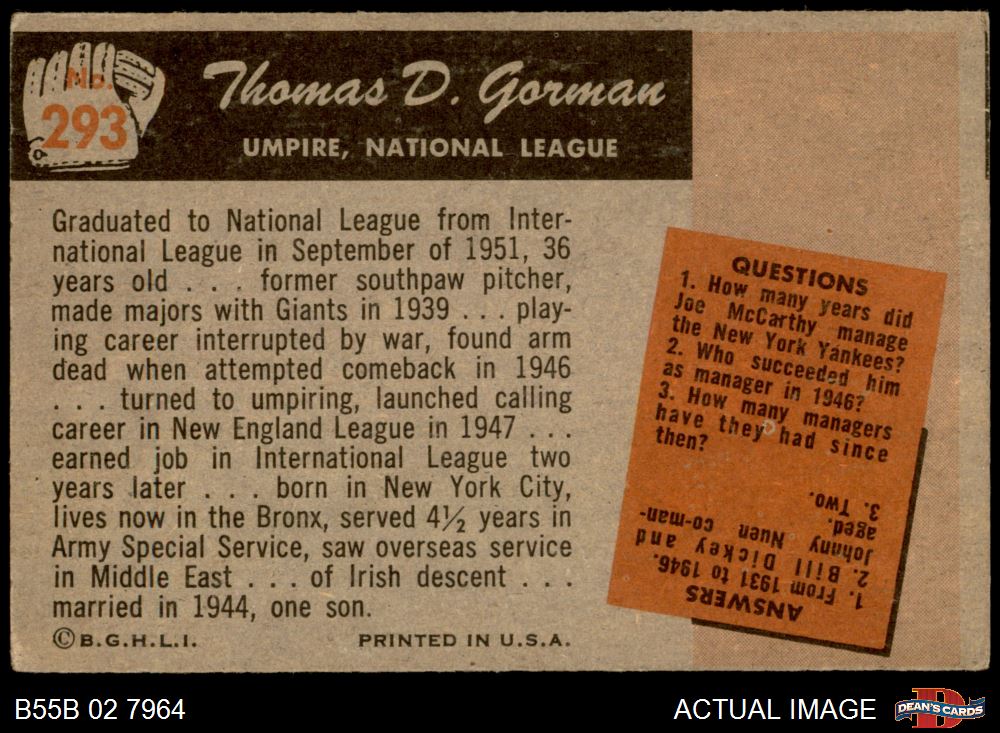 No.
293
Thomas D. Gorman
UMPIRE, NATIONAL LEAGUE
Graduated to National League from Inter-
national League in September of 1951, 36
years old . . . former southpaw pitcher,
made majors with Giants in 1939 . . . play-
ing career interrupted by war, found arm
dead when attempted comeback in 1946
. . . turned to umpiring, launched calling
career in New England League in 1947 . . .
earned job in International League two
years later . . . born in New York City,
lives now in the Bronx, served 4½ years in
Army Special Service, saw overseas service
in Middle East . . . of Irish descent . . .
married in 1944, one son.
©B.G.H.L.I. PRINTED IN U.S.A.
QUESTIONS
1. How many years did
Joe McCarthy manage
the New York Yankees?
2. Who succeeded him
as manager in 1946?
3. How many managers
have they had since
then?
ANSWERS
1. From 1931 to 1946.
2. Bill Dickey and
Johnny Nuen co-man-
aged.
3. Two.
B55B 02 7964
ACTUAL IMAGE
D
DEAN'S CARDS